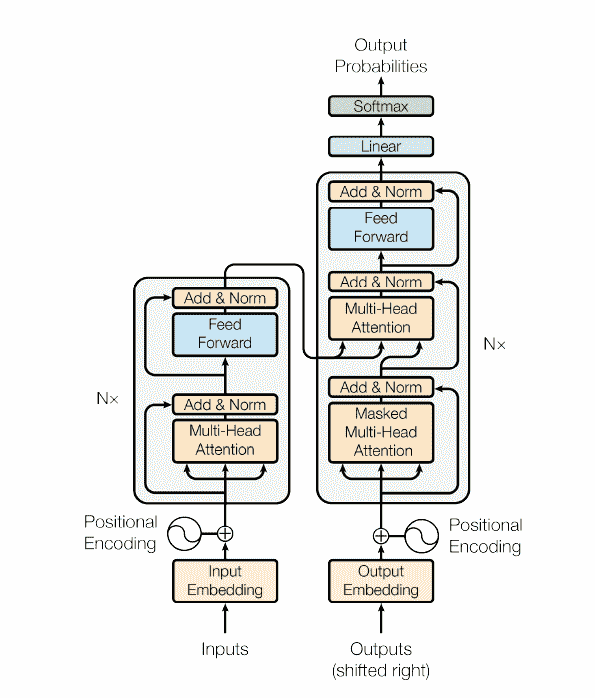 Output
Probabilities
Softmax
Linear
Add & Norm
Feed
Forward
Add & Norm
Multi-Head
Attention
Add & Norm
Masked
Multi-Head
Attention
N×
Positional
Encoding
Output
Embedding
Outputs
(shifted right)
Add & Norm
Feed
Forward
Add & Norm
Multi-Head
Attention
N×
Positional
Encoding
Input
Embedding
Inputs